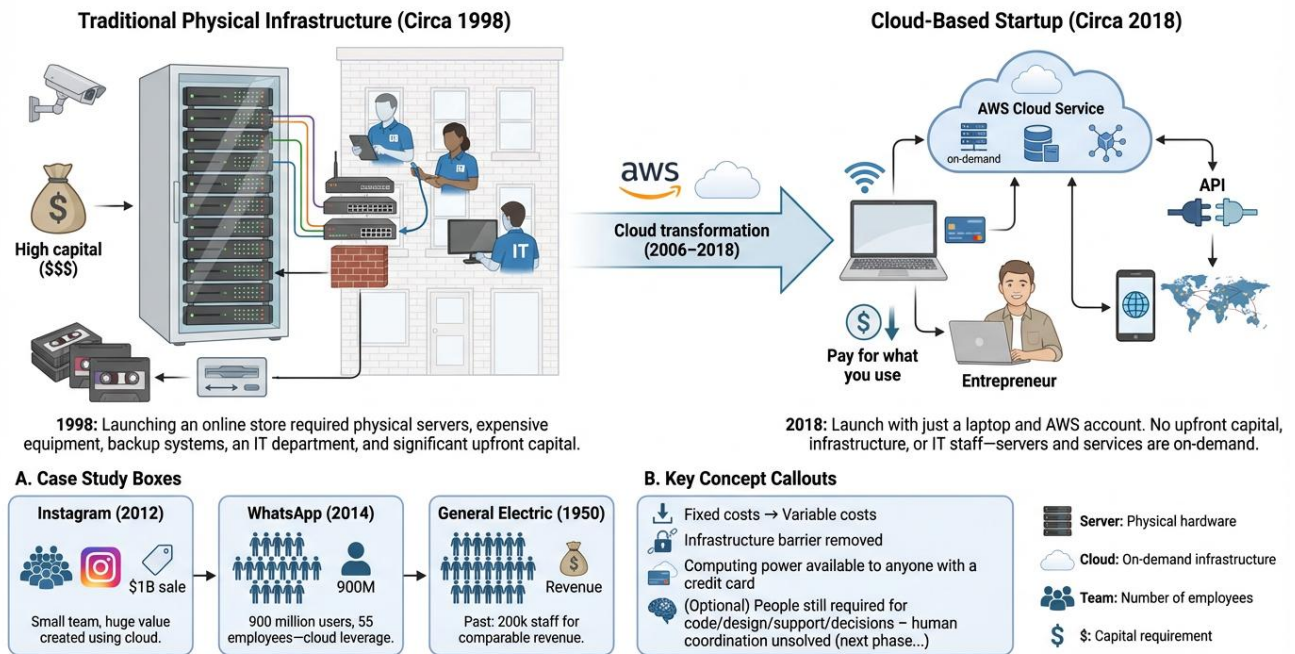 Traditional Physical Infrastructure (Circa 1998)
Cloud-Based Startup (Circa 2018)
High capital
($$$)
IT
IT
aws
Cloud transformation
(2006–2018)
AWS Cloud Service
on-demand
API
$
Pay for what
you use
Entrepreneur
1998: Launching an online store required physical servers, expensive
equipment, backup systems, an IT department, and significant upfront capital.
2018: Launch with just a laptop and AWS account. No upfront capital,
infrastructure, or IT staff—servers and services are on-demand.
A. Case Study Boxes
Instagram (2012)
$1B sale
Small team, huge value
created using cloud.
WhatsApp (2014)
900M
900 million users, 55
employees—cloud leverage.
General Electric (1950)
$
Revenue
Past: 200k staff for
comparable revenue.
B. Key Concept Callouts
Fixed costs → Variable costs
Infrastructure barrier removed
Computing power available to anyone with a
credit card
(Optional) People still required for
code/design/support/decisions – human
coordination unsolved (next phase...)
Server: Physical hardware
Cloud: On-demand infrastructure
Team: Number of employees
$ $: Capital requirement